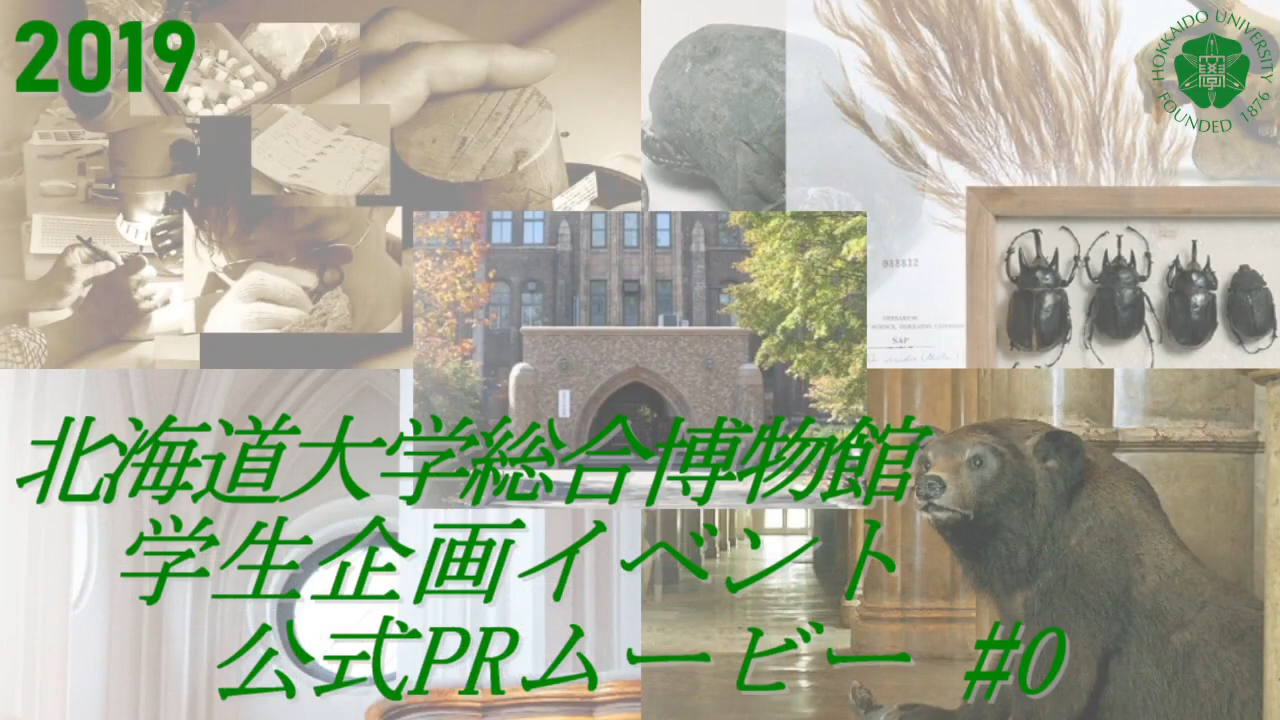 2019
HOKKAIDO UNIVERSITY
FOUNDED 1876
北海道大学総合博物館
学生企画イベント
公式PRムービー #0
SAP